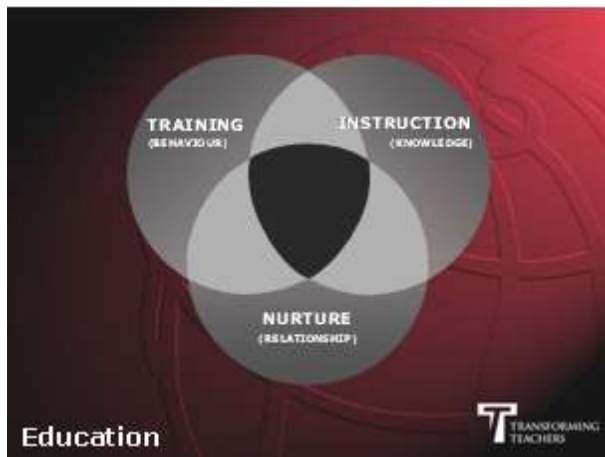 TRAINING
(BEHAVIOUR)
INSTRUCTION
(KNOWLEDGE)
NURTURE
(RELATIONSHIP)
Education
TRANSFORMING
TEACHERS